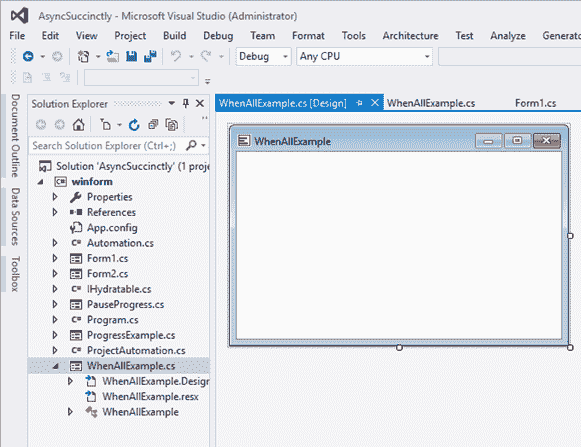 AsyncSuccinctly - Microsoft Visual Studio (Administrator)
File Edit View Project Build Debug Team Format Tools Architecture Test Analyze Generato
Debug Any CPU
Document Outline
Data Sources
Toolbox
Solution Explorer
Search Solution Explorer (Ctrl+;)
Solution 'AsyncSuccinctly' (1 proje
winform
Properties
References
App.config
Automation.cs
Form1.cs
Form2.cs
IHydratable.cs
PauseProgress.cs
Program.cs
ProgressExample.cs
ProjectAutomation.cs
WhenAllExample.cs
WhenAllExample.Design
WhenAllExample.resx
WhenAllExample
WhenAllExample.cs [Design] WhenAllExample.cs Form1.cs
WhenAllExample